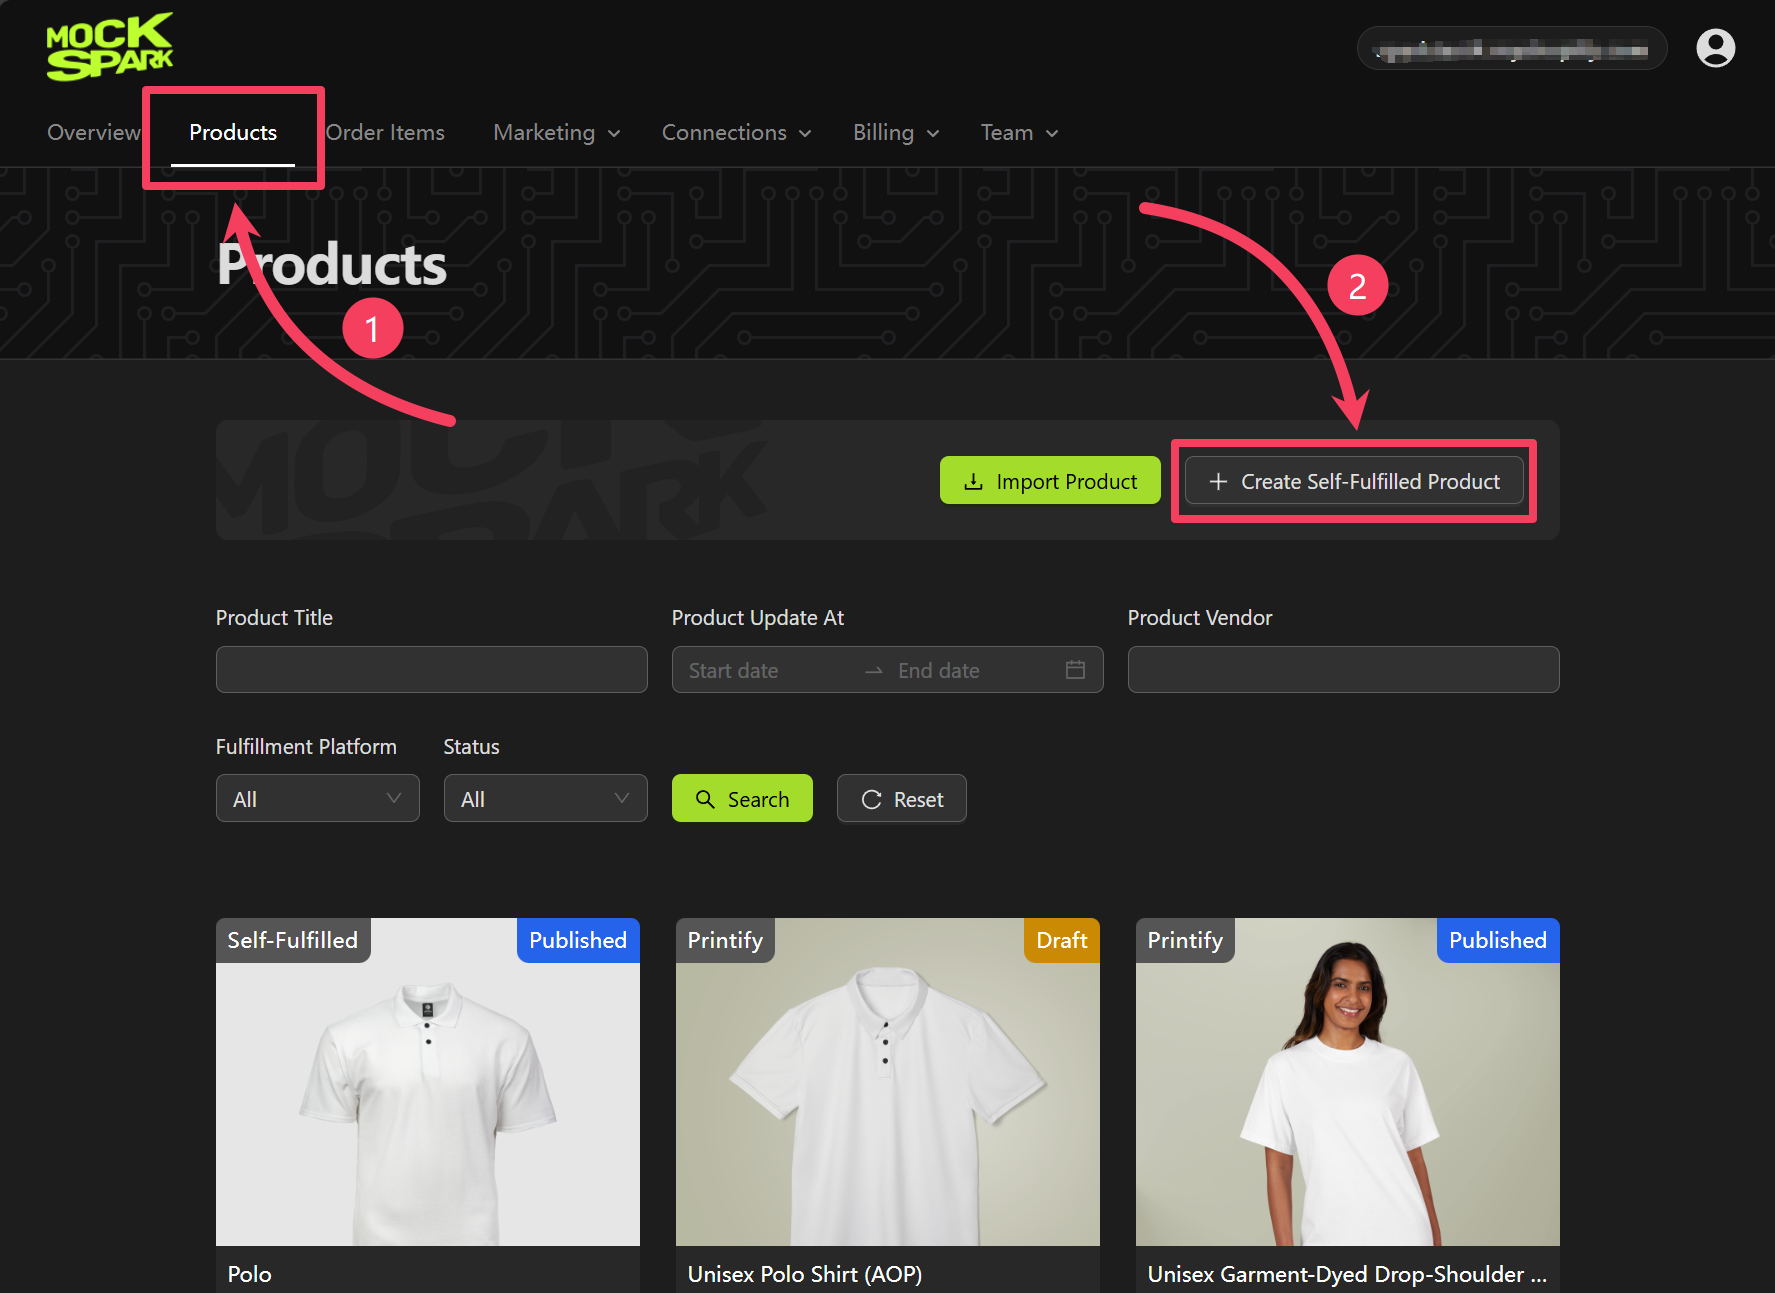 MOCK
SPARK
Overview
Products
Order Items
Marketing
Connections
Billing
Team
Products
1
2
MOCK
SPARK
Import Product
Create Self-Fulfilled Product
Product Title
Product Update At
Product Vendor
Start date
End date
Fulfillment Platform
Status
All
All
Search
Reset
Self-Fulfilled
Published
Printify
Draft
Printify
Published
Polo
Unisex Polo Shirt (AOP)
Unisex Garment-Dyed Drop-Shoulder ...